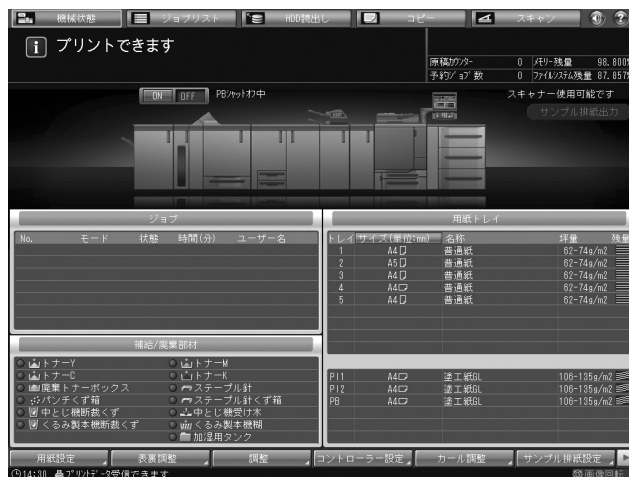 機械状態 ジョブリスト HDD読出し コピー スキャン
プリントできます
原稿カウンター 0 メモリー残量 98.800%
予約ジョブ数 0 ファイルシステム残量 87.857%
ON OFF PBシャットオフ中 スキャナー使用可能です
サンプル排紙出力
ジョブ
No. モード 状態 時間(分) ユーザー名
用紙トレイ
トレイ サイズ(単位:mm) 名称 坪量 残量
1 A4 普通紙 62-74g/m2
2 A5 普通紙 62-74g/m2
3 A4 普通紙 62-74g/m2
4 A4 普通紙 62-74g/m2
5 A4 普通紙 62-74g/m2
PI1 A4 塗工紙GL 106-135g/m2
PI2 A4 塗工紙GL 106-135g/m2
PB A4 塗工紙GL 106-135g/m2
補給/廃棄部材
トナーY トナーM
トナーC トナーK
廃棄トナーボックス ステープル針
パンチくず箱 ステープル針くず箱
中とじ機断裁くず 中とじ機受け木
くるみ製本機断裁くず くるみ製本機糊
加湿用タンク
用紙設定 表裏調整 調整 コントローラー設定 カール調整 サンプル排紙設定
14:30 プリントデータ受信できます 画像回転